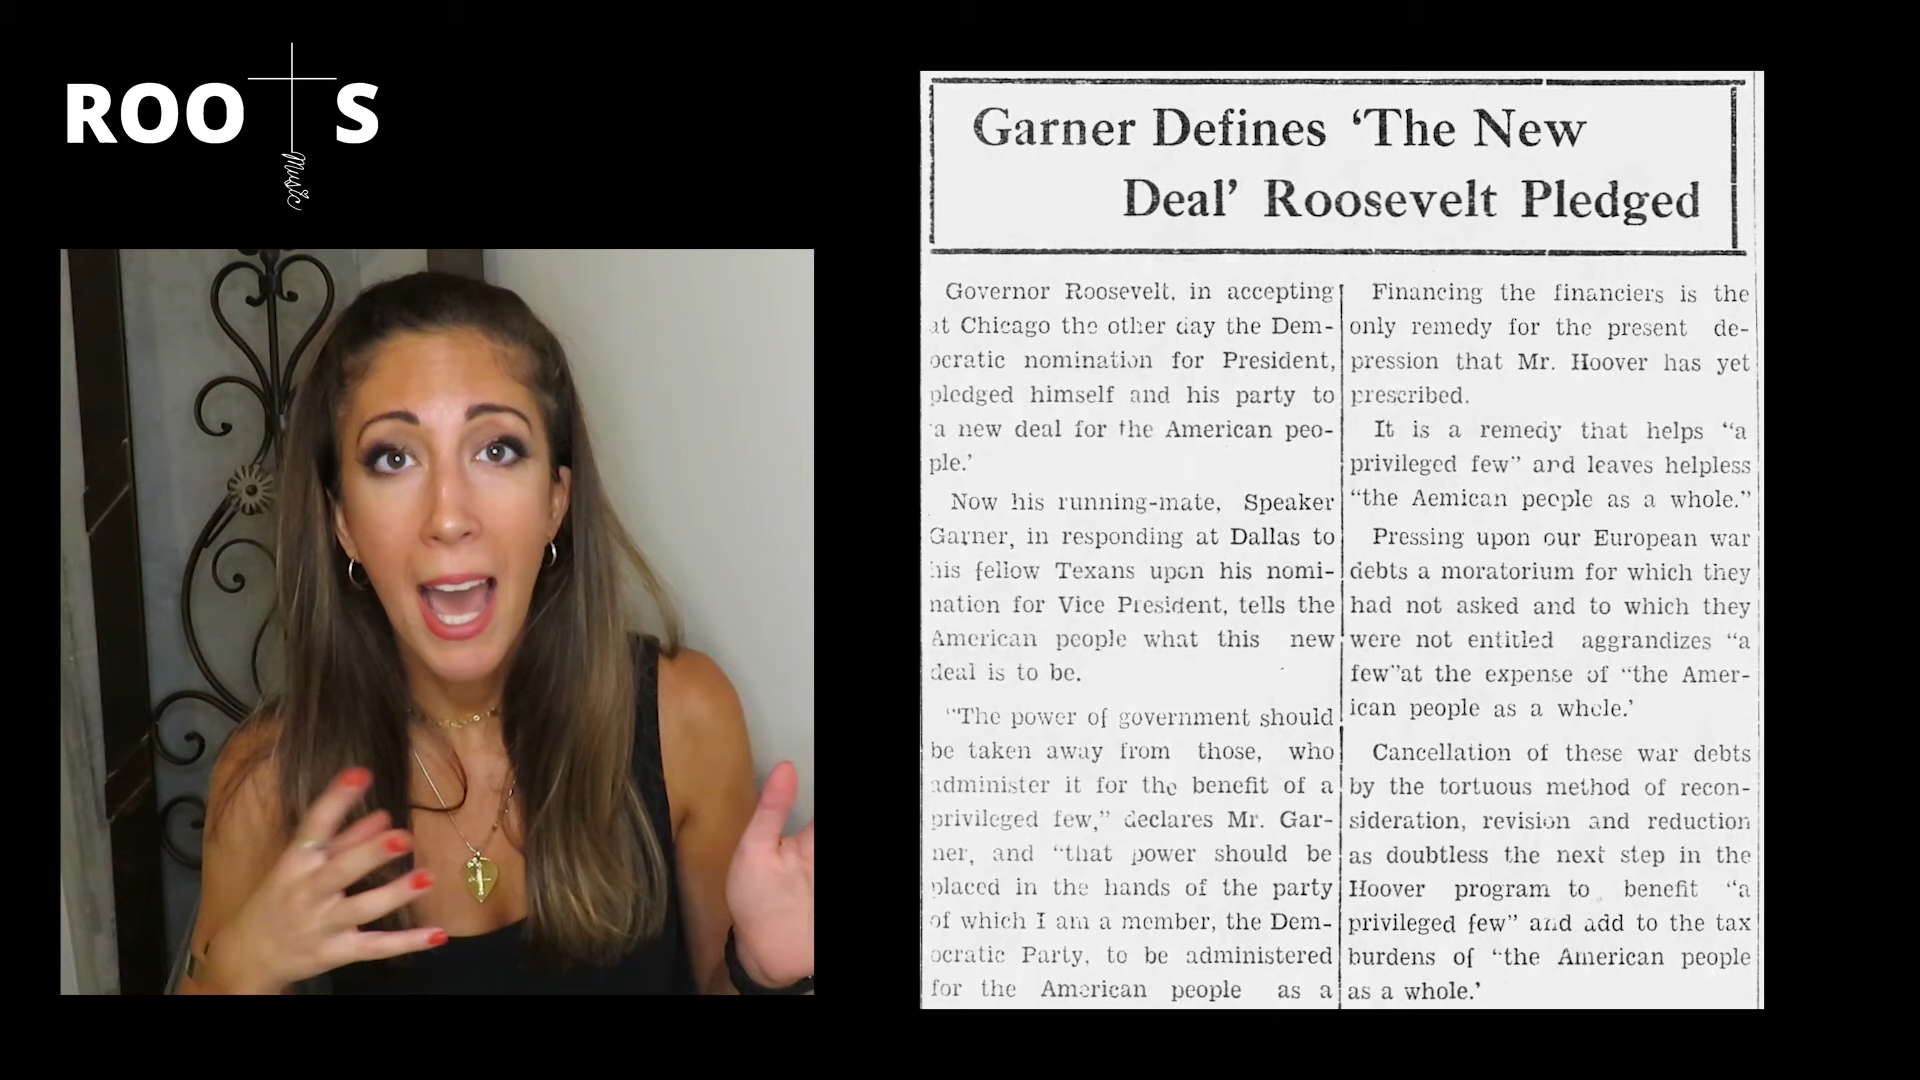 ROOTS
Music
Garner Defines ‘The New
Deal’ Roosevelt Pledged
Governor Roosevelt, in accepting
at Chicago the other day the Dem-
ocratic nomination for President,
pledged himself and his party to
‘a new deal for the American peo-
ple.’
Now his running-mate, Speaker
Garner, in responding at Dallas to
his fellow Texans upon his nomi-
nation for Vice President, tells the
American people what this new
deal is to be.
“The power of government should
be taken away from those, who
administer it for the benefit of a
privileged few,” declares Mr. Gar-
ner, and “that power should be
placed in the hands of the party
of which I am a member, the Dem-
ocratic Party, to be administered
for the American people as a
Financing the financiers is the
only remedy for the present de-
pression that Mr. Hoover has yet
prescribed.
It is a remedy that helps “a
privileged few” and leaves helpless
“the Aemican people as a whole.”
Pressing upon our European war
debts a moratorium for which they
had not asked and to which they
were not entitled aggrandizes “a
few”at the expense of “the Amer-
ican people as a whole.’
Cancellation of these war debts
by the tortuous method of recon-
sideration, revision and reduction
as doubtless the next step in the
Hoover program to benefit “a
privileged few” and add to the tax
burdens of “the American people
as a whole.’